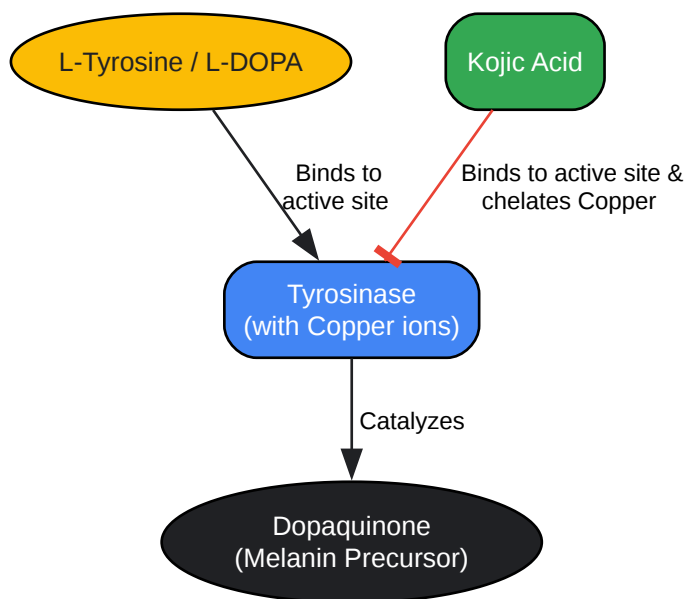 L-Tyrosine / L-DOPA
Kojic Acid
Binds to
active site
Binds to active site &
chelates Copper
Tyrosinase
(with Copper ions)
Catalyzes
Dopaquinone
(Melanin Precursor)